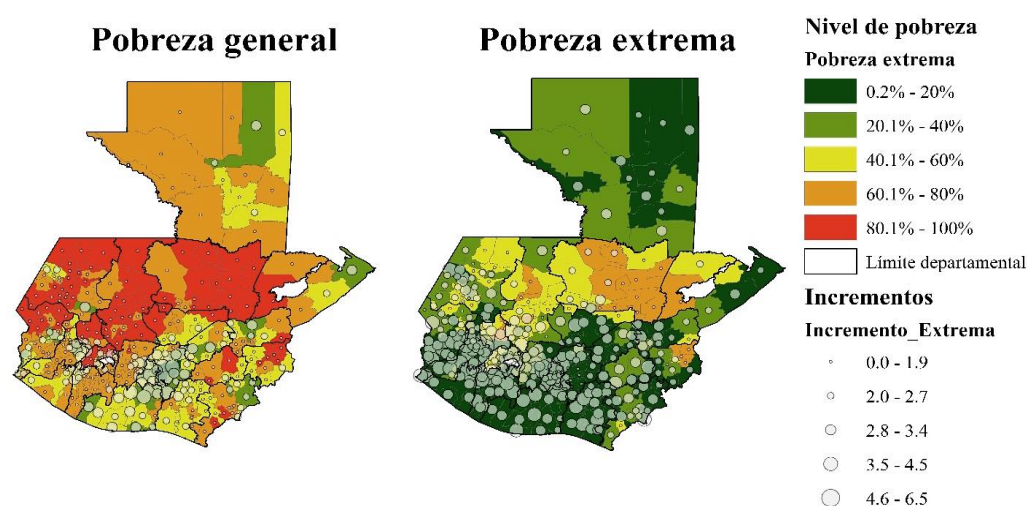 Pobreza general
Pobreza extrema
Nivel de pobreza
Pobreza extrema
0.2% - 20%
20.1% - 40%
40.1% - 60%
60.1% - 80%
80.1% - 100%
Límite departamental
Incrementos
Incremento_Extrema
0.0 - 1.9
2.0 - 2.7
2.8 - 3.4
3.5 - 4.5
4.6 - 6.5